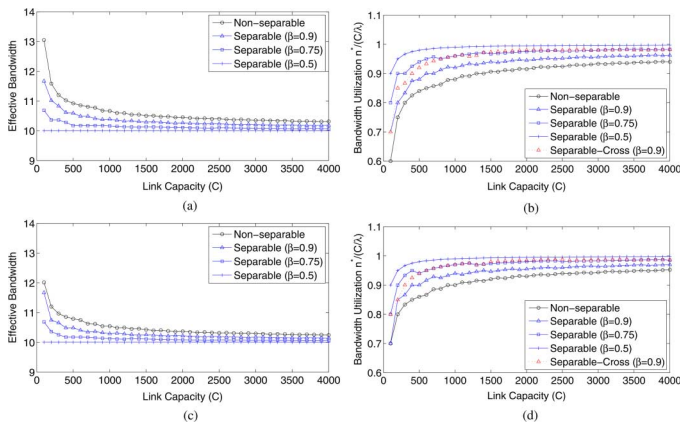 14
13
12
11
10
9
Effective Bandwidth
0 500 1000 1500 2000 2500 3000 3500 4000
Link Capacity (C)
Non−separable
Separable (β=0.9)
Separable (β=0.75)
Separable (β=0.5)
(a)
1.1
1
0.9
0.8
0.7
0.6
Bandwidth Utilization n*/(C/λ)
0 500 1000 1500 2000 2500 3000 3500 4000
Link Capacity (C)
Non−separable
Separable (β=0.9)
Separable (β=0.75)
Separable (β=0.5)
Separable−Cross (β=0.9)
(b)
14
13
12
11
10
9
Effective Bandwidth
0 500 1000 1500 2000 2500 3000 3500 4000
Link Capacity (C)
Non−separable
Separable (β=0.9)
Separable (β=0.75)
Separable (β=0.5)
(c)
1.1
1
0.9
0.8
0.7
0.6
Bandwidth Utilization n*/(C/λ)
0 500 1000 1500 2000 2500 3000 3500 4000
Link Capacity (C)
Non−separable
Separable (β=0.9)
Separable (β=0.75)
Separable (β=0.5)
Separable−Cross (β=0.9)
(d)